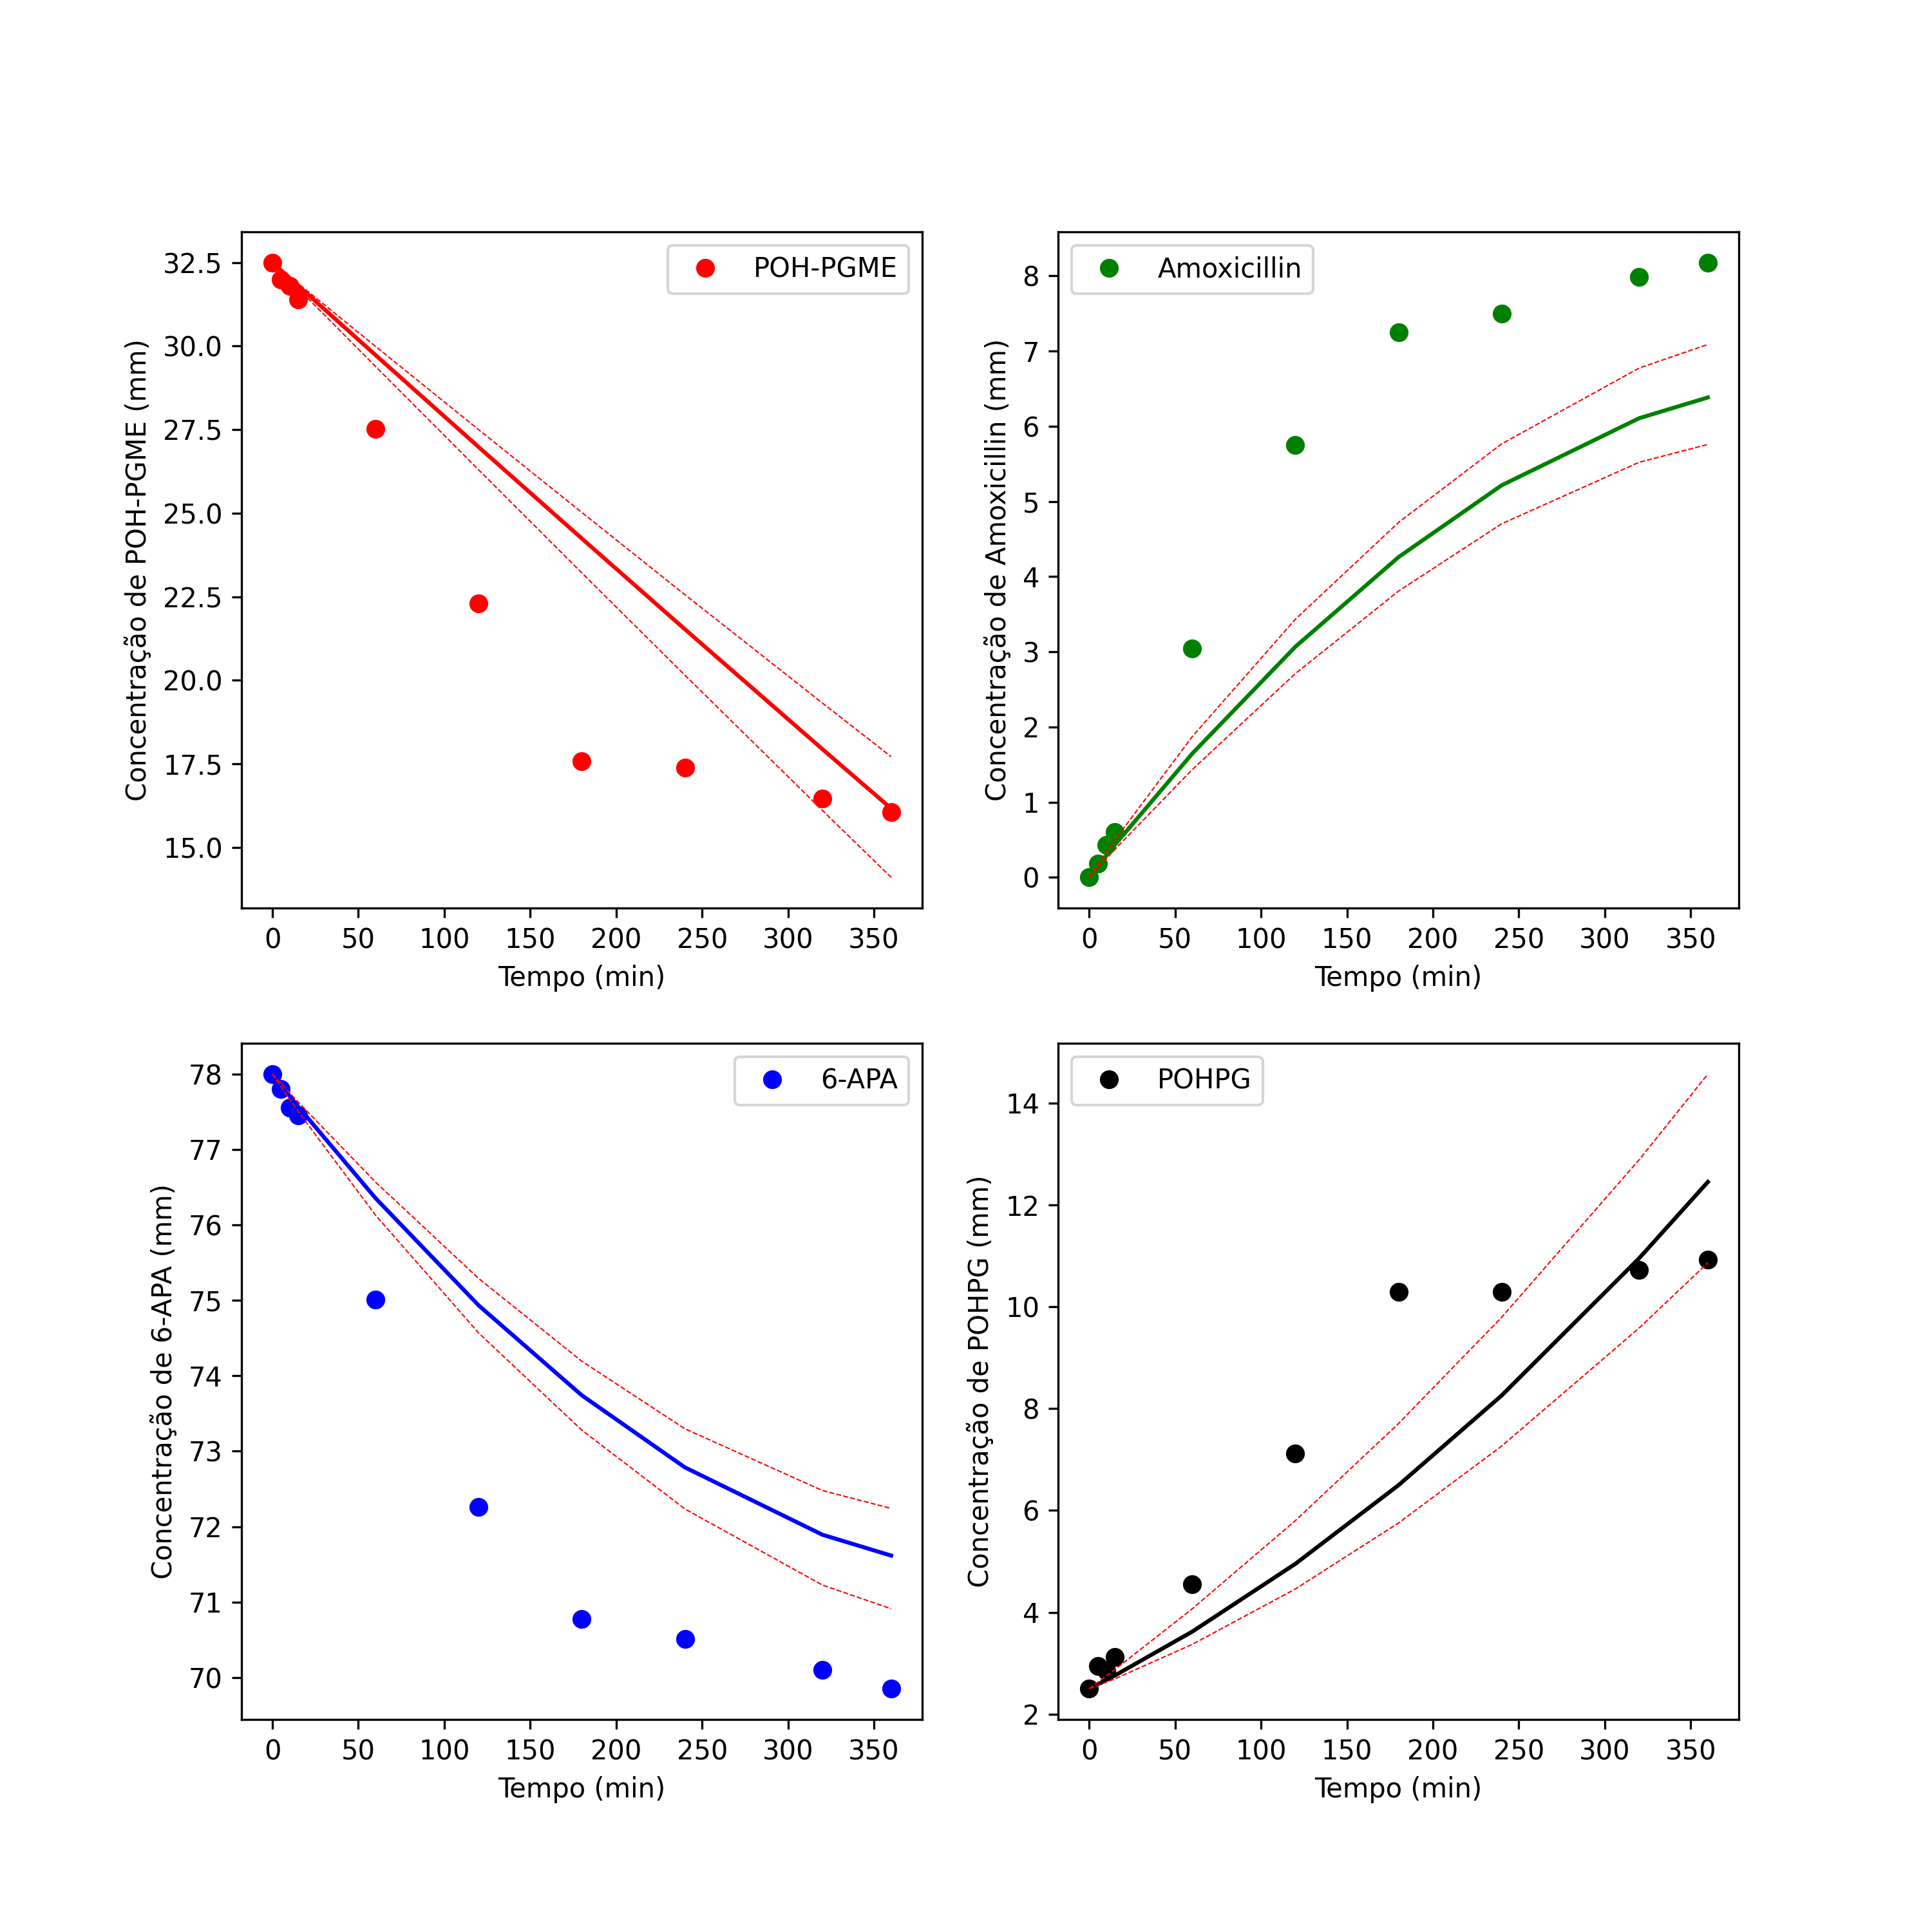 POH-PGME
Concentração de POH-PGME (mm)
32.5
30.0
27.5
25.0
22.5
20.0
17.5
15.0
0 50 100 150 200 250 300 350
Tempo (min)
Amoxicillin
Concentração de Amoxicillin (mm)
8
7
6
5
4
3
2
1
0
0 50 100 150 200 250 300 350
Tempo (min)
6-APA
Concentração de 6-APA (mm)
78
77
76
75
74
73
72
71
70
0 50 100 150 200 250 300 350
Tempo (min)
POHPG
Concentração de POHPG (mm)
14
12
10
8
6
4
2
0 50 100 150 200 250 300 350
Tempo (min)